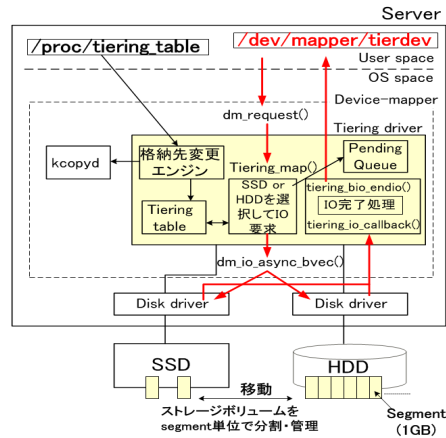 Server
/proc/tiering_table
/dev/mapper/tierdev
User space
OS space
Device-mapper
dm_request()
Tiering driver
kcopyd
格納先変更
エンジン
Tiering_map()
Pending
Queue
Tiering
table
SSD or
HDDを選
択してIO
要求
tiering_bio_endio()
IO完了処理
tiering_io_callback()
dm_io_async_bvec()
Disk driver
Disk driver
SSD
HDD
移動
ストレージボリュームを
segment単位で分割・管理
Segment
(1GB)